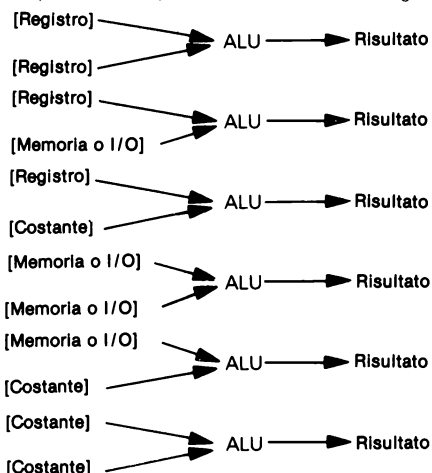 [Registro]
ALU Risultato
[Registro]
[Registro]
ALU Risultato
[Memoria o I/O]
[Registro]
ALU Risultato
[Costante]
[Memoria o I/O]
ALU Risultato
[Memoria o I/O]
[Memoria o I/O]
ALU Risultato
[Costante]
[Costante]
ALU Risultato
[Costante]